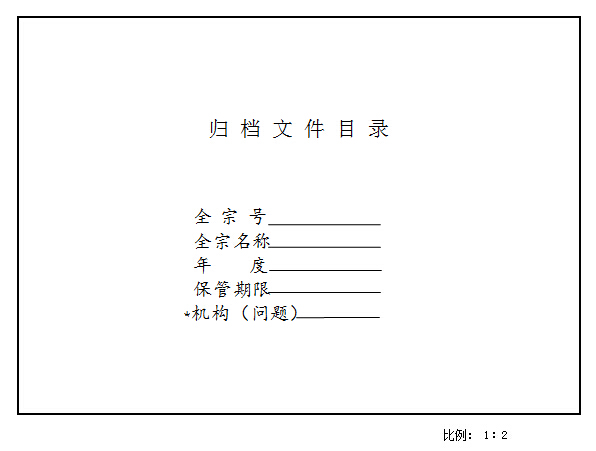 归档文件目录
全宗号
全宗名称
年 度
保管期限
*机构（问题）
比例：1：2